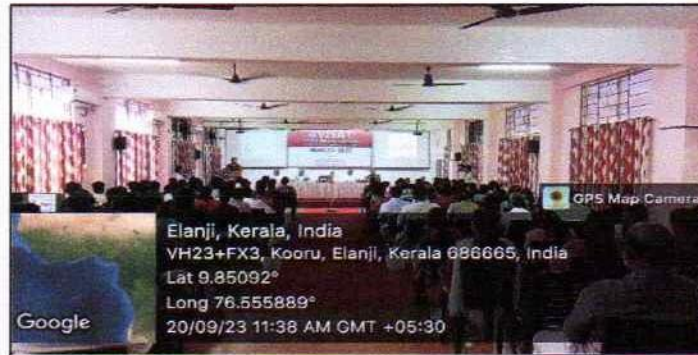 GPS Map Camera
Elanji, Kerala, India
VH23+FX3, Kooru, Elanji, Kerala 686665, India
Lat 9.85092°
Long 76.555889°
20/09/23 11:38 AM GMT +05:30
Google